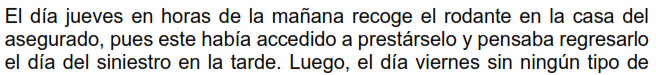 El día jueves en horas de la mañana recoge el rodante en la casa del
asegurado, pues este había accedido a prestárselo y pensaba regresarlo
el día del siniestro en la tarde. Luego, el día viernes sin ningún tipo de